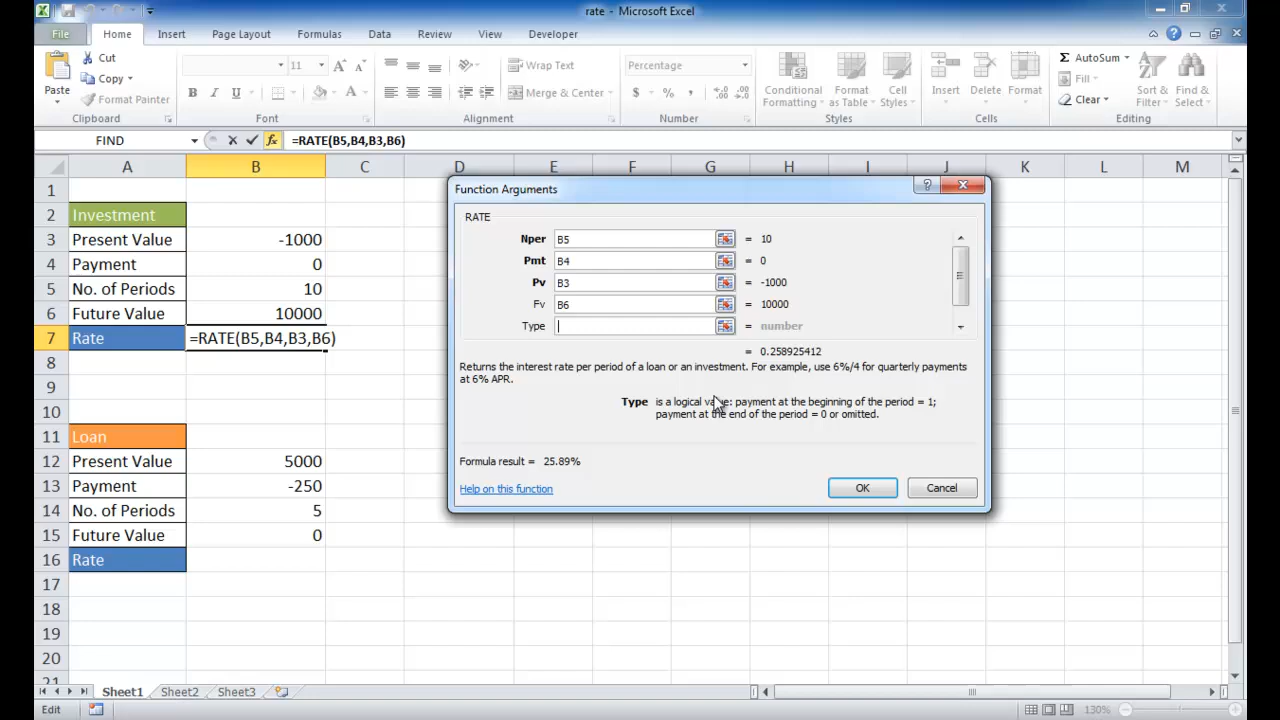 rate - Microsoft Excel
File Home Insert Page Layout Formulas Data Review View Developer
Paste
Cut
Copy
Format Painter
Clipboard
11 A A
B I U A
Font
Wrap Text
Merge & Center
Alignment
Percentage
$ % , .0 .00 .00 .0
Number
Conditional Formatting
Format as Table
Cell Styles
Styles
Insert
Delete
Format
Cells
Σ AutoSum
Fill
Clear
Sort & Filter
Find & Select
Editing
FIND fx =RATE(B5,B4,B3,B6)
A B C D E F G H I J K L M
1
2 Investment
3 Present Value -1000
4 Payment 0
5 No. of Periods 10
6 Future Value 10000
7 Rate =RATE(B5,B4,B3,B6)
8
9
10
11 Loan
12 Present Value 5000
13 Payment -250
14 No. of Periods 5
15 Future Value 0
16 Rate
17
18
19
20
21
Function Arguments
RATE
Nper B5 = 10
Pmt B4 = 0
Pv B3 = -1000
Fv B6 = 10000
Type = number
= 0.258925412
Returns the interest rate per period of a loan or an investment. For example, use 6%/4 for quarterly payments
at 6% APR.
Type is a logical value: payment at the beginning of the period = 1;
payment at the end of the period = 0 or omitted.
Formula result = 25.89%
Help on this function
OK Cancel
Sheet1 Sheet2 Sheet3
Edit 130%